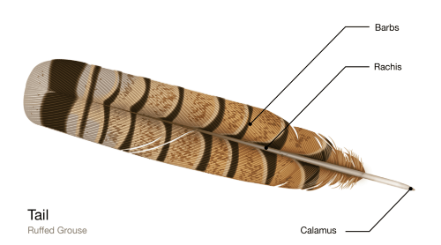 Barbs
Rachis
Tail
Ruffed Grouse
Calamus